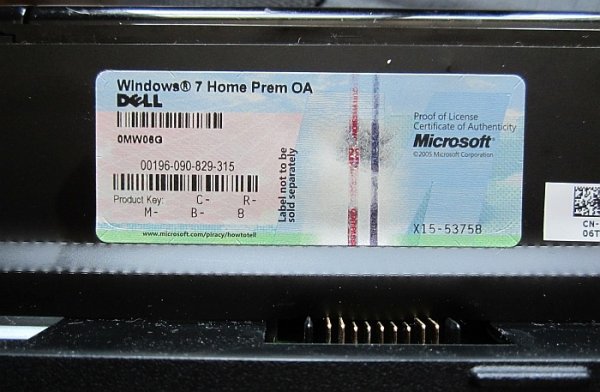 Windows® 7 Home Prem OA
DELL
0MW06G
00196-090-829-315
Product Key: C- R-
M- B- B
www.microsoft.com/piracy/howtotell
Label not to be
sold separately
Proof of License
Certificate of Authenticity
Microsoft®
©2005 Microsoft Corporation
X15-53758
CN-
06T